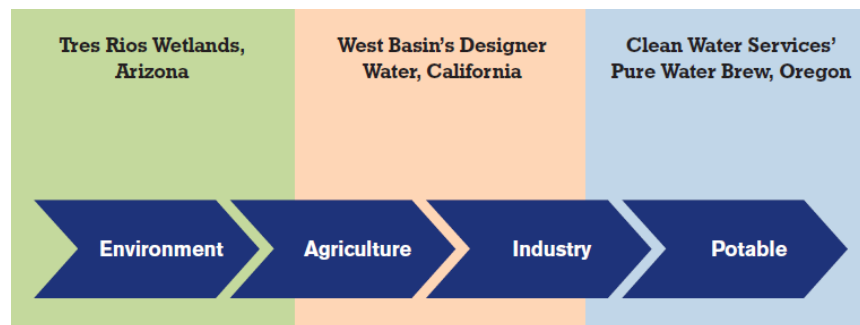 Tres Rios Wetlands,
Arizona
West Basin's Designer
Water, California
Clean Water Services'
Pure Water Brew, Oregon
Environment
Agriculture
Industry
Potable